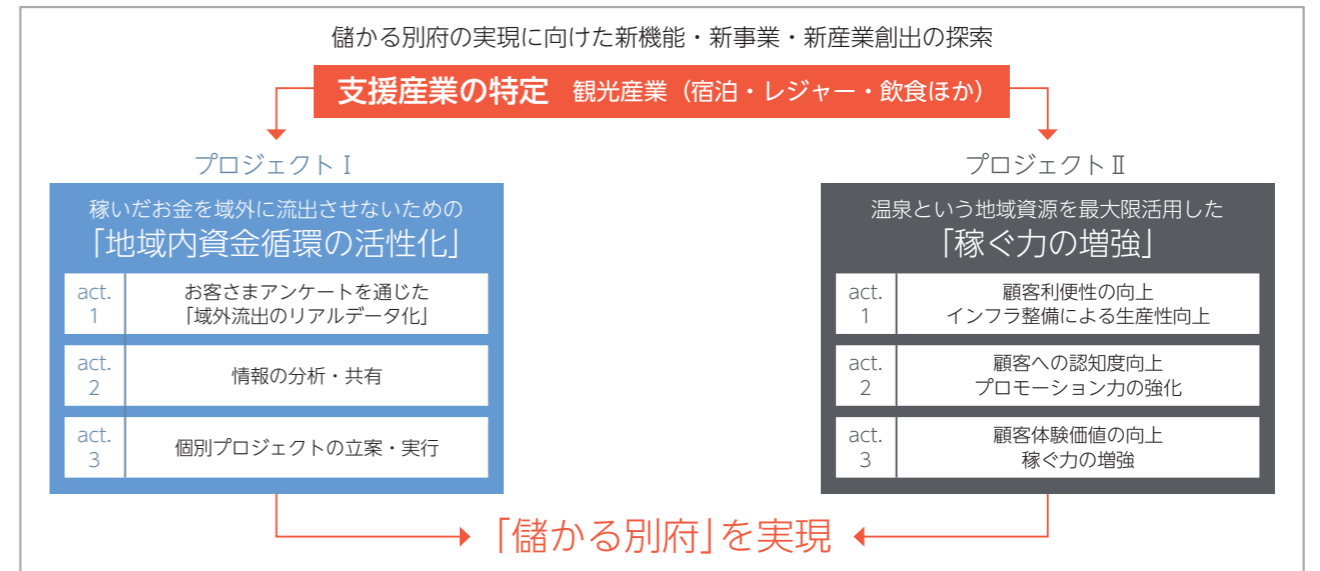 儲かる別府の実現に向けた新機能・新事業・新産業創出の探索
支援産業の特定 観光産業（宿泊・レジャー・飲食ほか）
プロジェクトⅠ
稼いだお金を域外に流出させないための
「地域内資金循環の活性化」
act.
1
お客さまアンケートを通じた
「域外流出のリアルデータ化」
act.
2
情報の分析・共有
act.
3
個別プロジェクトの立案・実行
プロジェクトⅡ
温泉という地域資源を最大限活用した
「稼ぐ力の増強」
act.
1
顧客利便性の向上
インフラ整備による生産性向上
act.
2
顧客への認知度向上
プロモーション力の強化
act.
3
顧客体験価値の向上
稼ぐ力の増強
「儲かる別府」を実現